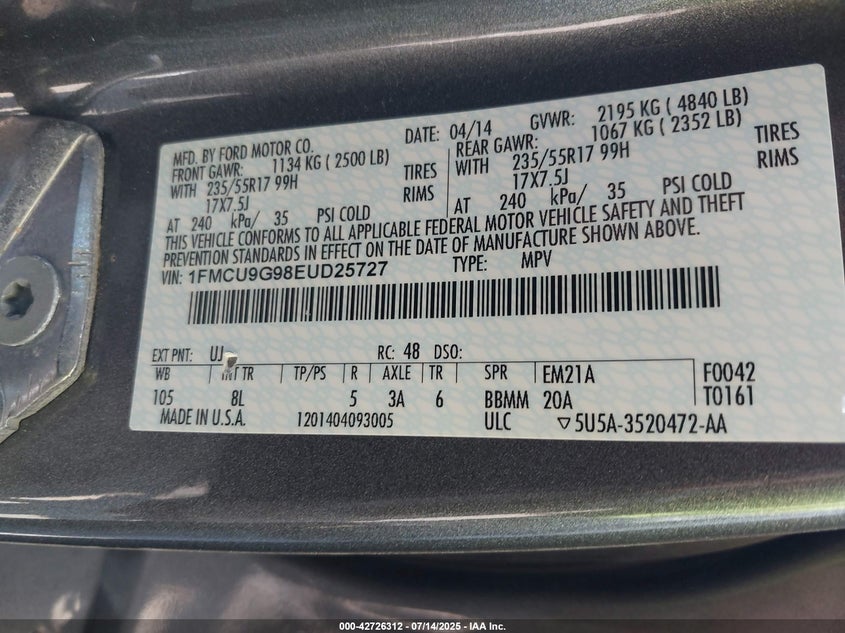 MFD. BY FORD MOTOR CO.
DATE: 04/14
GVWR: 2195 KG ( 4840 LB)
FRONT GAWR: 1134 KG ( 2500 LB)
WITH 235/55R17 99H TIRES
17X7.5J RIMS
AT 240 kPa/ 35 PSI COLD
REAR GAWR: 1067 KG ( 2352 LB)
WITH 235/55R17 99H TIRES
17X7.5J RIMS
AT 240 kPa/ 35 PSI COLD
THIS VEHICLE CONFORMS TO ALL APPLICABLE FEDERAL MOTOR VEHICLE SAFETY AND THEFT
PREVENTION STANDARDS IN EFFECT ON THE DATE OF MANUFACTURE SHOWN ABOVE.
VIN: 1FMCU9G98EUD25727 TYPE: MPV
EXT PNT: UJ RC: 48 DSO:
WB INT TR TP/PS R AXLE TR SPR EM21A F0042
105 8L 5 3A 6 BBMM 20A T0161
MADE IN U.S.A. 1201404093005 ULC ▽5U5A-3520472-AA
000-42726312 - 07/14/2025 - IAA Inc.